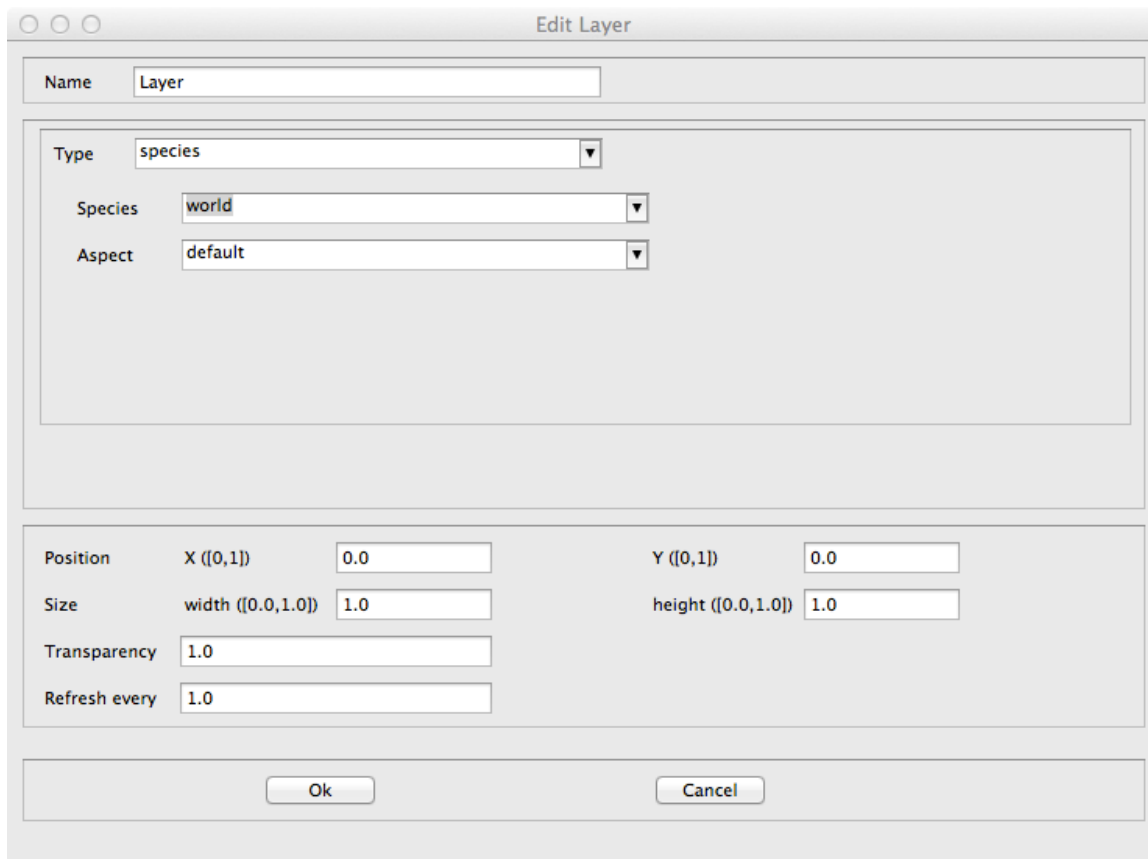 Edit Layer
Name Layer
Type species
Species world
Aspect default
Position X ([0,1]) 0.0 Y ([0,1]) 0.0
Size width ([0.0,1.0]) 1.0 height ([0.0,1.0]) 1.0
Transparency 1.0
Refresh every 1.0
Ok Cancel